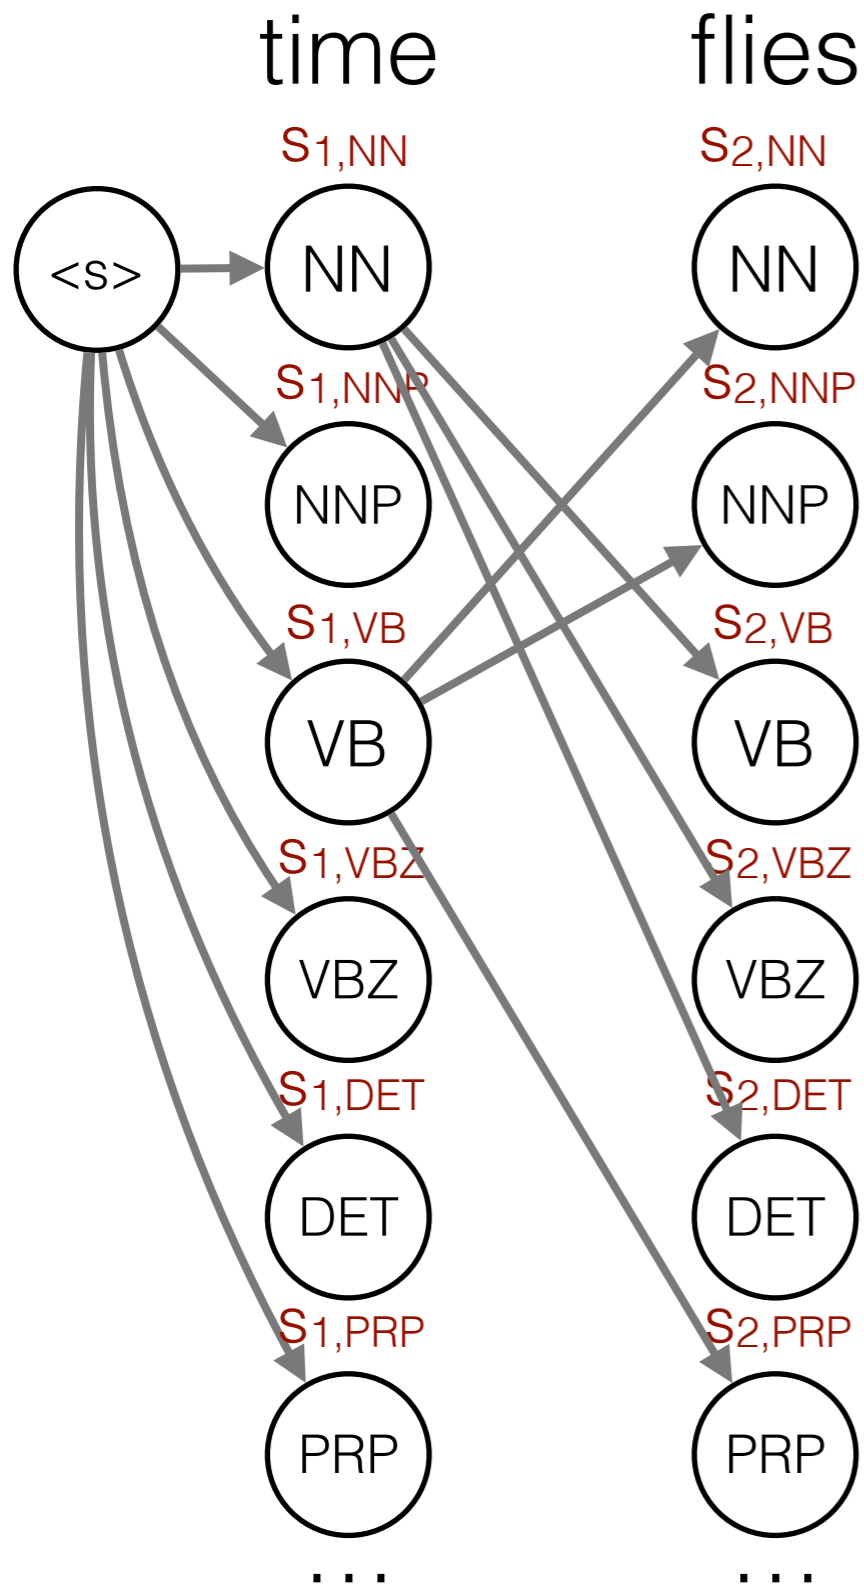 time flies
s1,NN s2,NN
<s> NN NN
s1,NNP s2,NNP
NNP NNP
s1,VB s2,VB
VB VB
s1,VBZ s2,VBZ
VBZ VBZ
s1,DET s2,DET
DET DET
s1,PRP s2,PRP
PRP PRP
... ...